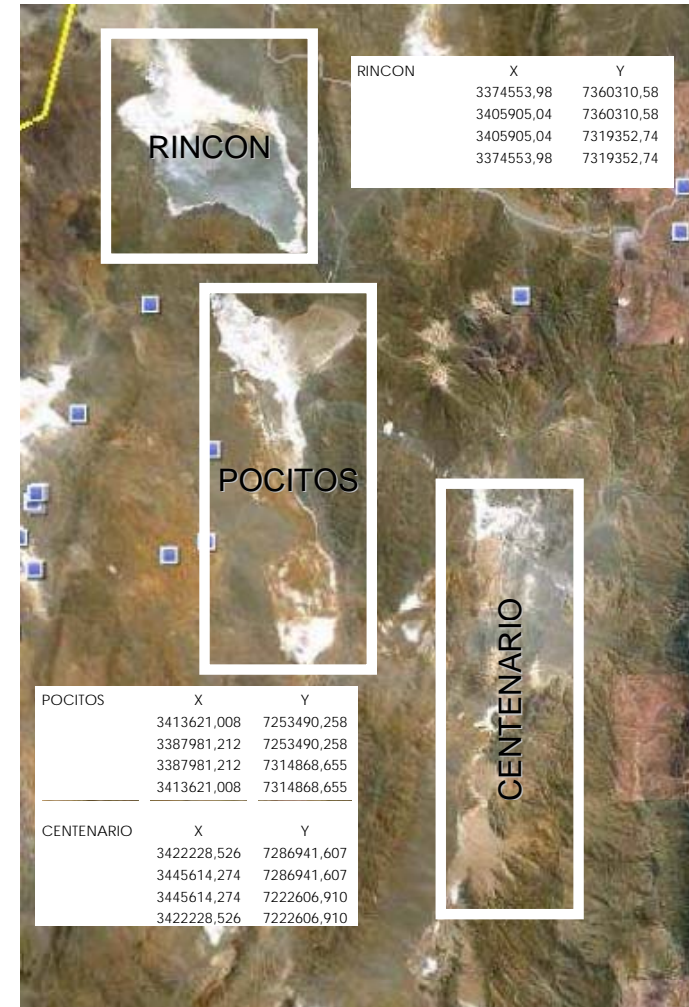 RINCON X Y
3374553,98 7360310,58
3405905,04 7360310,58
3405905,04 7319352,74
3374553,98 7319352,74
RINCON
POCITOS
CENTENARIO
POCITOS X Y
3413621,008 7253490,258
3387981,212 7253490,258
3387981,212 7314868,655
3413621,008 7314868,655
CENTENARIO X Y
3422228,526 7286941,607
3445614,274 7286941,607
3445614,274 7222606,910
3422228,526 7222606,910